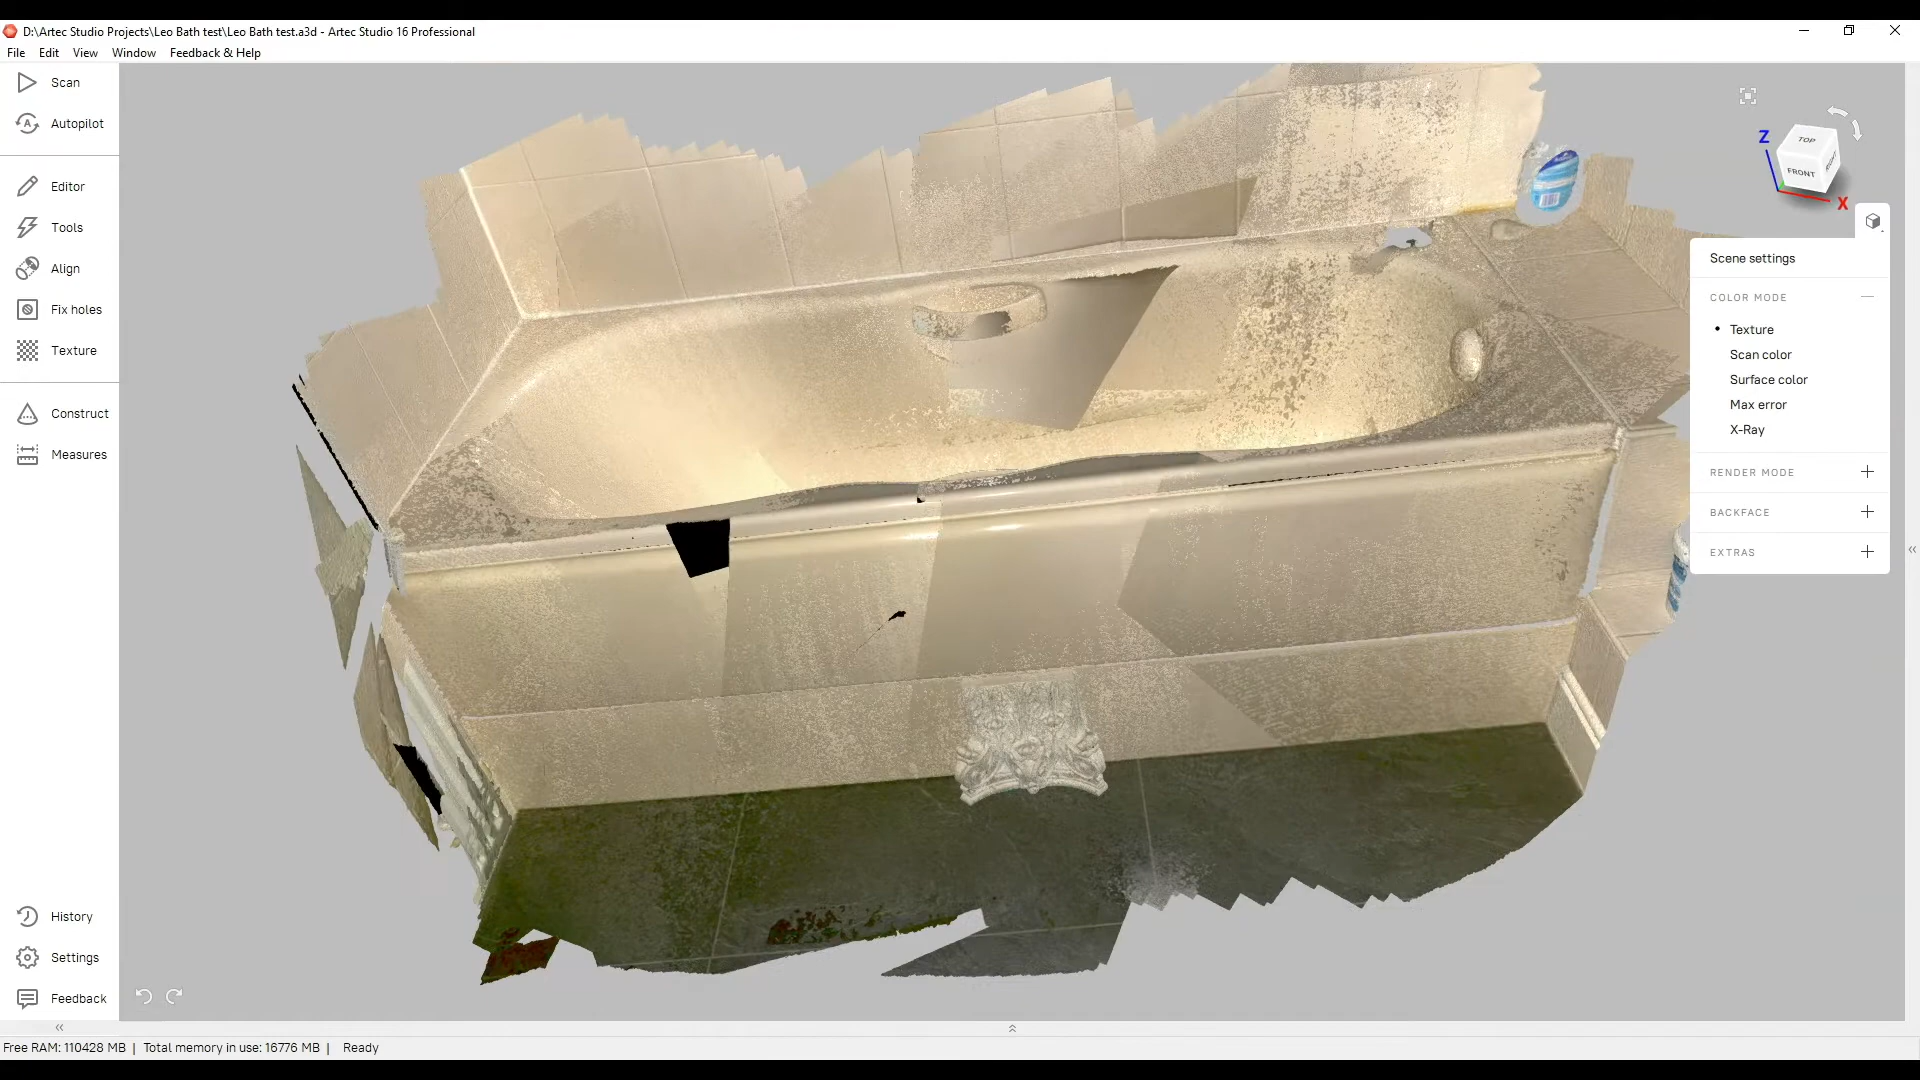 D:\Artec Studio Projects\Leo Bath test\Leo Bath test.a3d - Artec Studio 16 Professional
File Edit View Window Feedback & Help
Scan
Autopilot
Editor
Tools
Align
Fix holes
Texture
Construct
Measures
History
Settings
Feedback
Z
TOP
FRONT
X
Scene settings
COLOR MODE
Texture
Scan color
Surface color
Max error
X-Ray
RENDER MODE
BACKFACE
EXTRAS
Free RAM: 110428 MB | Total memory in use: 16776 MB | Ready